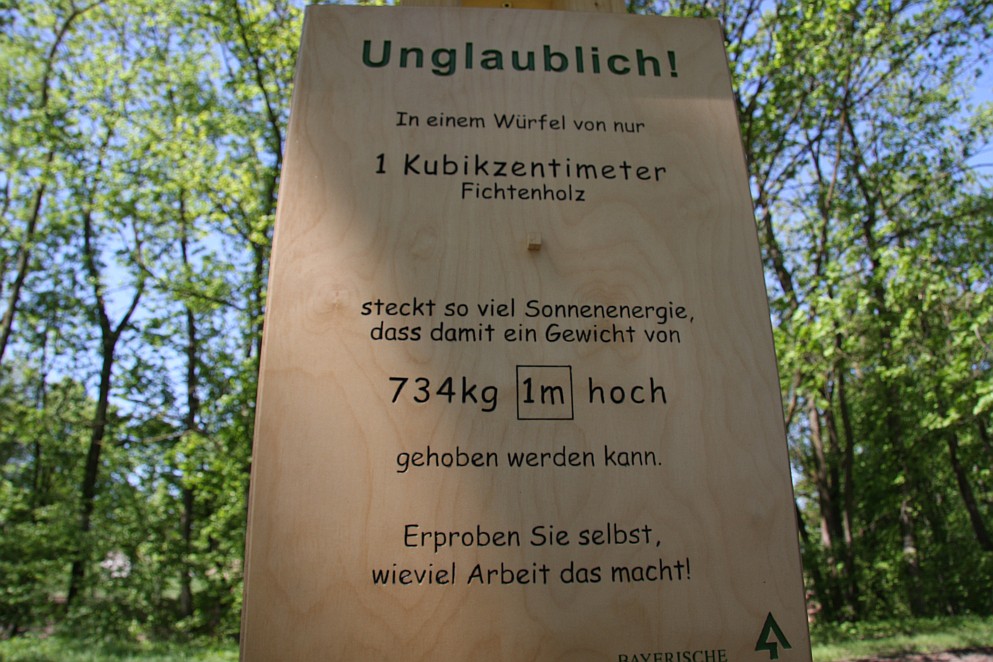 Unglaublich!
In einem Würfel von nur
1 Kubikzentimeter
Fichtenholz
steckt so viel Sonnenenergie,
dass damit ein Gewicht von
734kg 1m hoch
gehoben werden kann.
Erproben Sie selbst,
wieviel Arbeit das macht!
BAYERISCHE